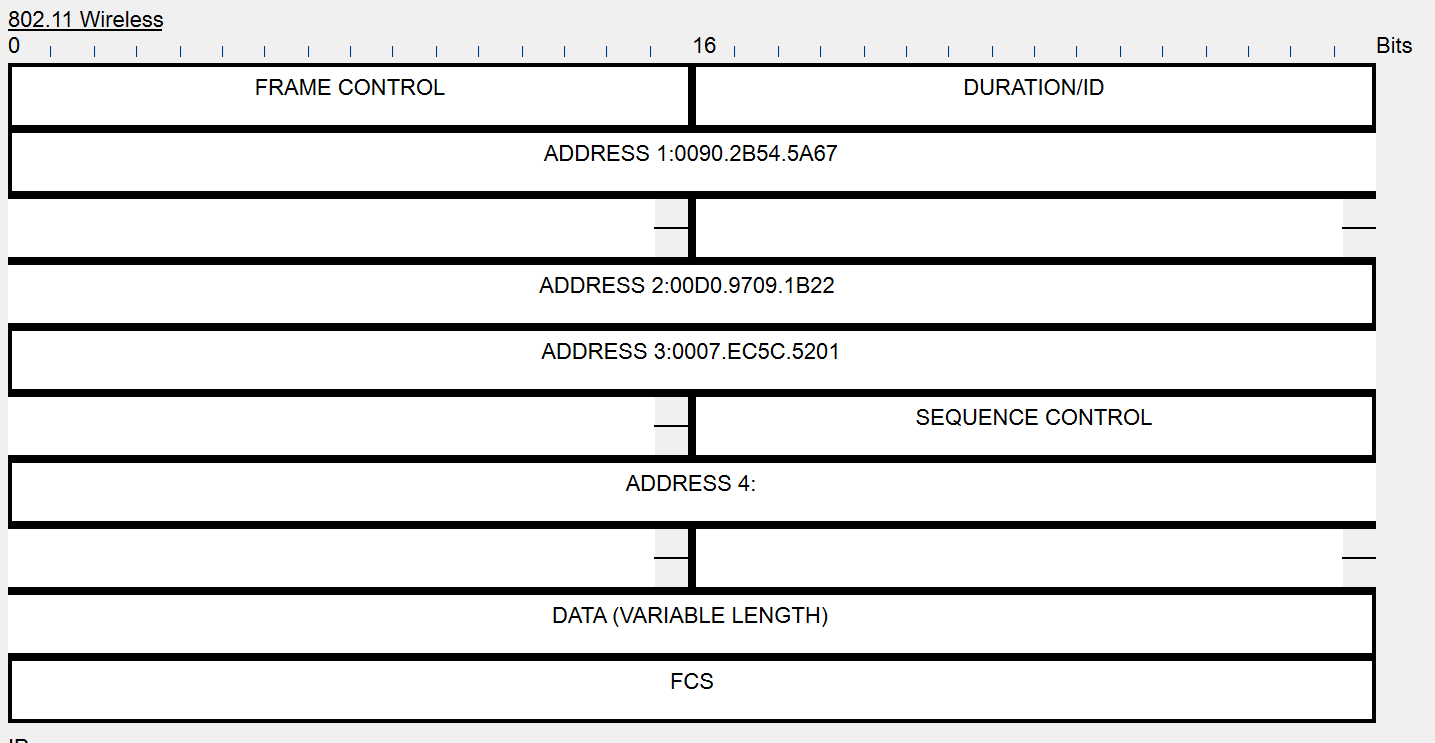 802.11 Wireless
0 16 Bits
FRAME CONTROL DURATION/ID
ADDRESS 1:0090.2B54.5A67
ADDRESS 2:00D0.9709.1B22
ADDRESS 3:0007.EC5C.5201
SEQUENCE CONTROL
ADDRESS 4:
DATA (VARIABLE LENGTH)
FCS